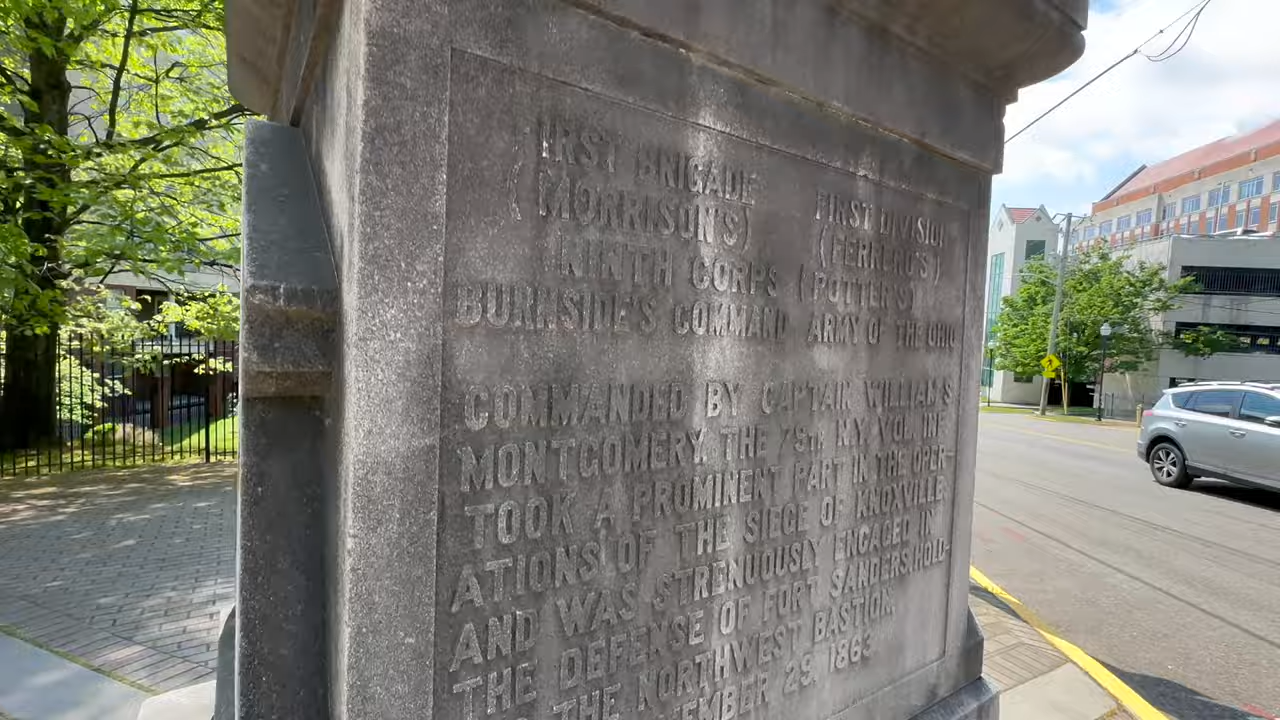 FIRST BRIGADE FIRST DIVISION
(MORRISON'S) (FERRERO'S)
NINTH CORPS (POTTER'S)
BURNSIDE'S COMMAND ARMY OF THE OHIO
COMMANDED BY CAPTAIN WILLIAM S
MONTGOMERY, THE 79TH N.Y. VOL. INF
TOOK A PROMINENT PART IN THE OPER-
ATIONS OF THE SIEGE OF KNOXVILLE
AND WAS STRENUOUSLY ENGAGED IN
THE DEFENSE OF FORT SANDERS, HOLD-
THE NORTHWEST BASTION
29, 1863